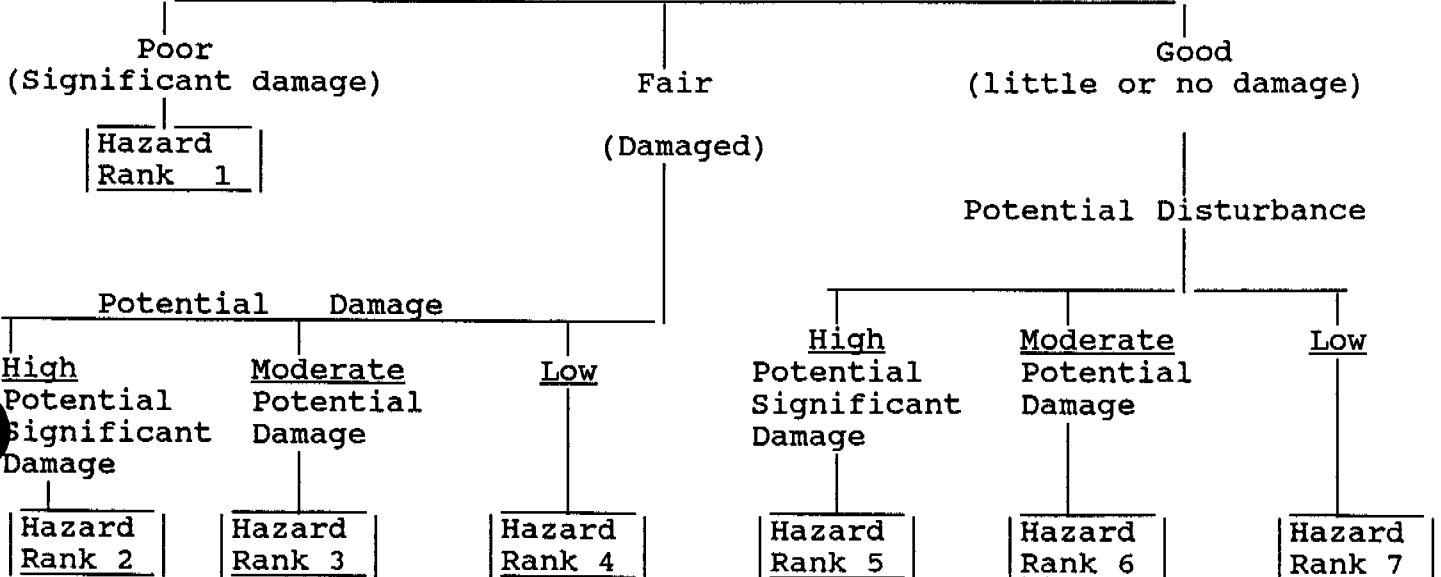 Poor
(Significant damage)
Hazard
Rank 1
Fair
(Damaged)
Good
(little or no damage)
Potential Disturbance
Potential Damage
High
Potential
Significant
Damage
Hazard
Rank 2
Moderate
Potential
Damage
Hazard
Rank 3
Low
Hazard
Rank 4
High
Potential
Significant
Damage
Hazard
Rank 5
Moderate
Potential
Damage
Hazard
Rank 6
Low
Hazard
Rank 7